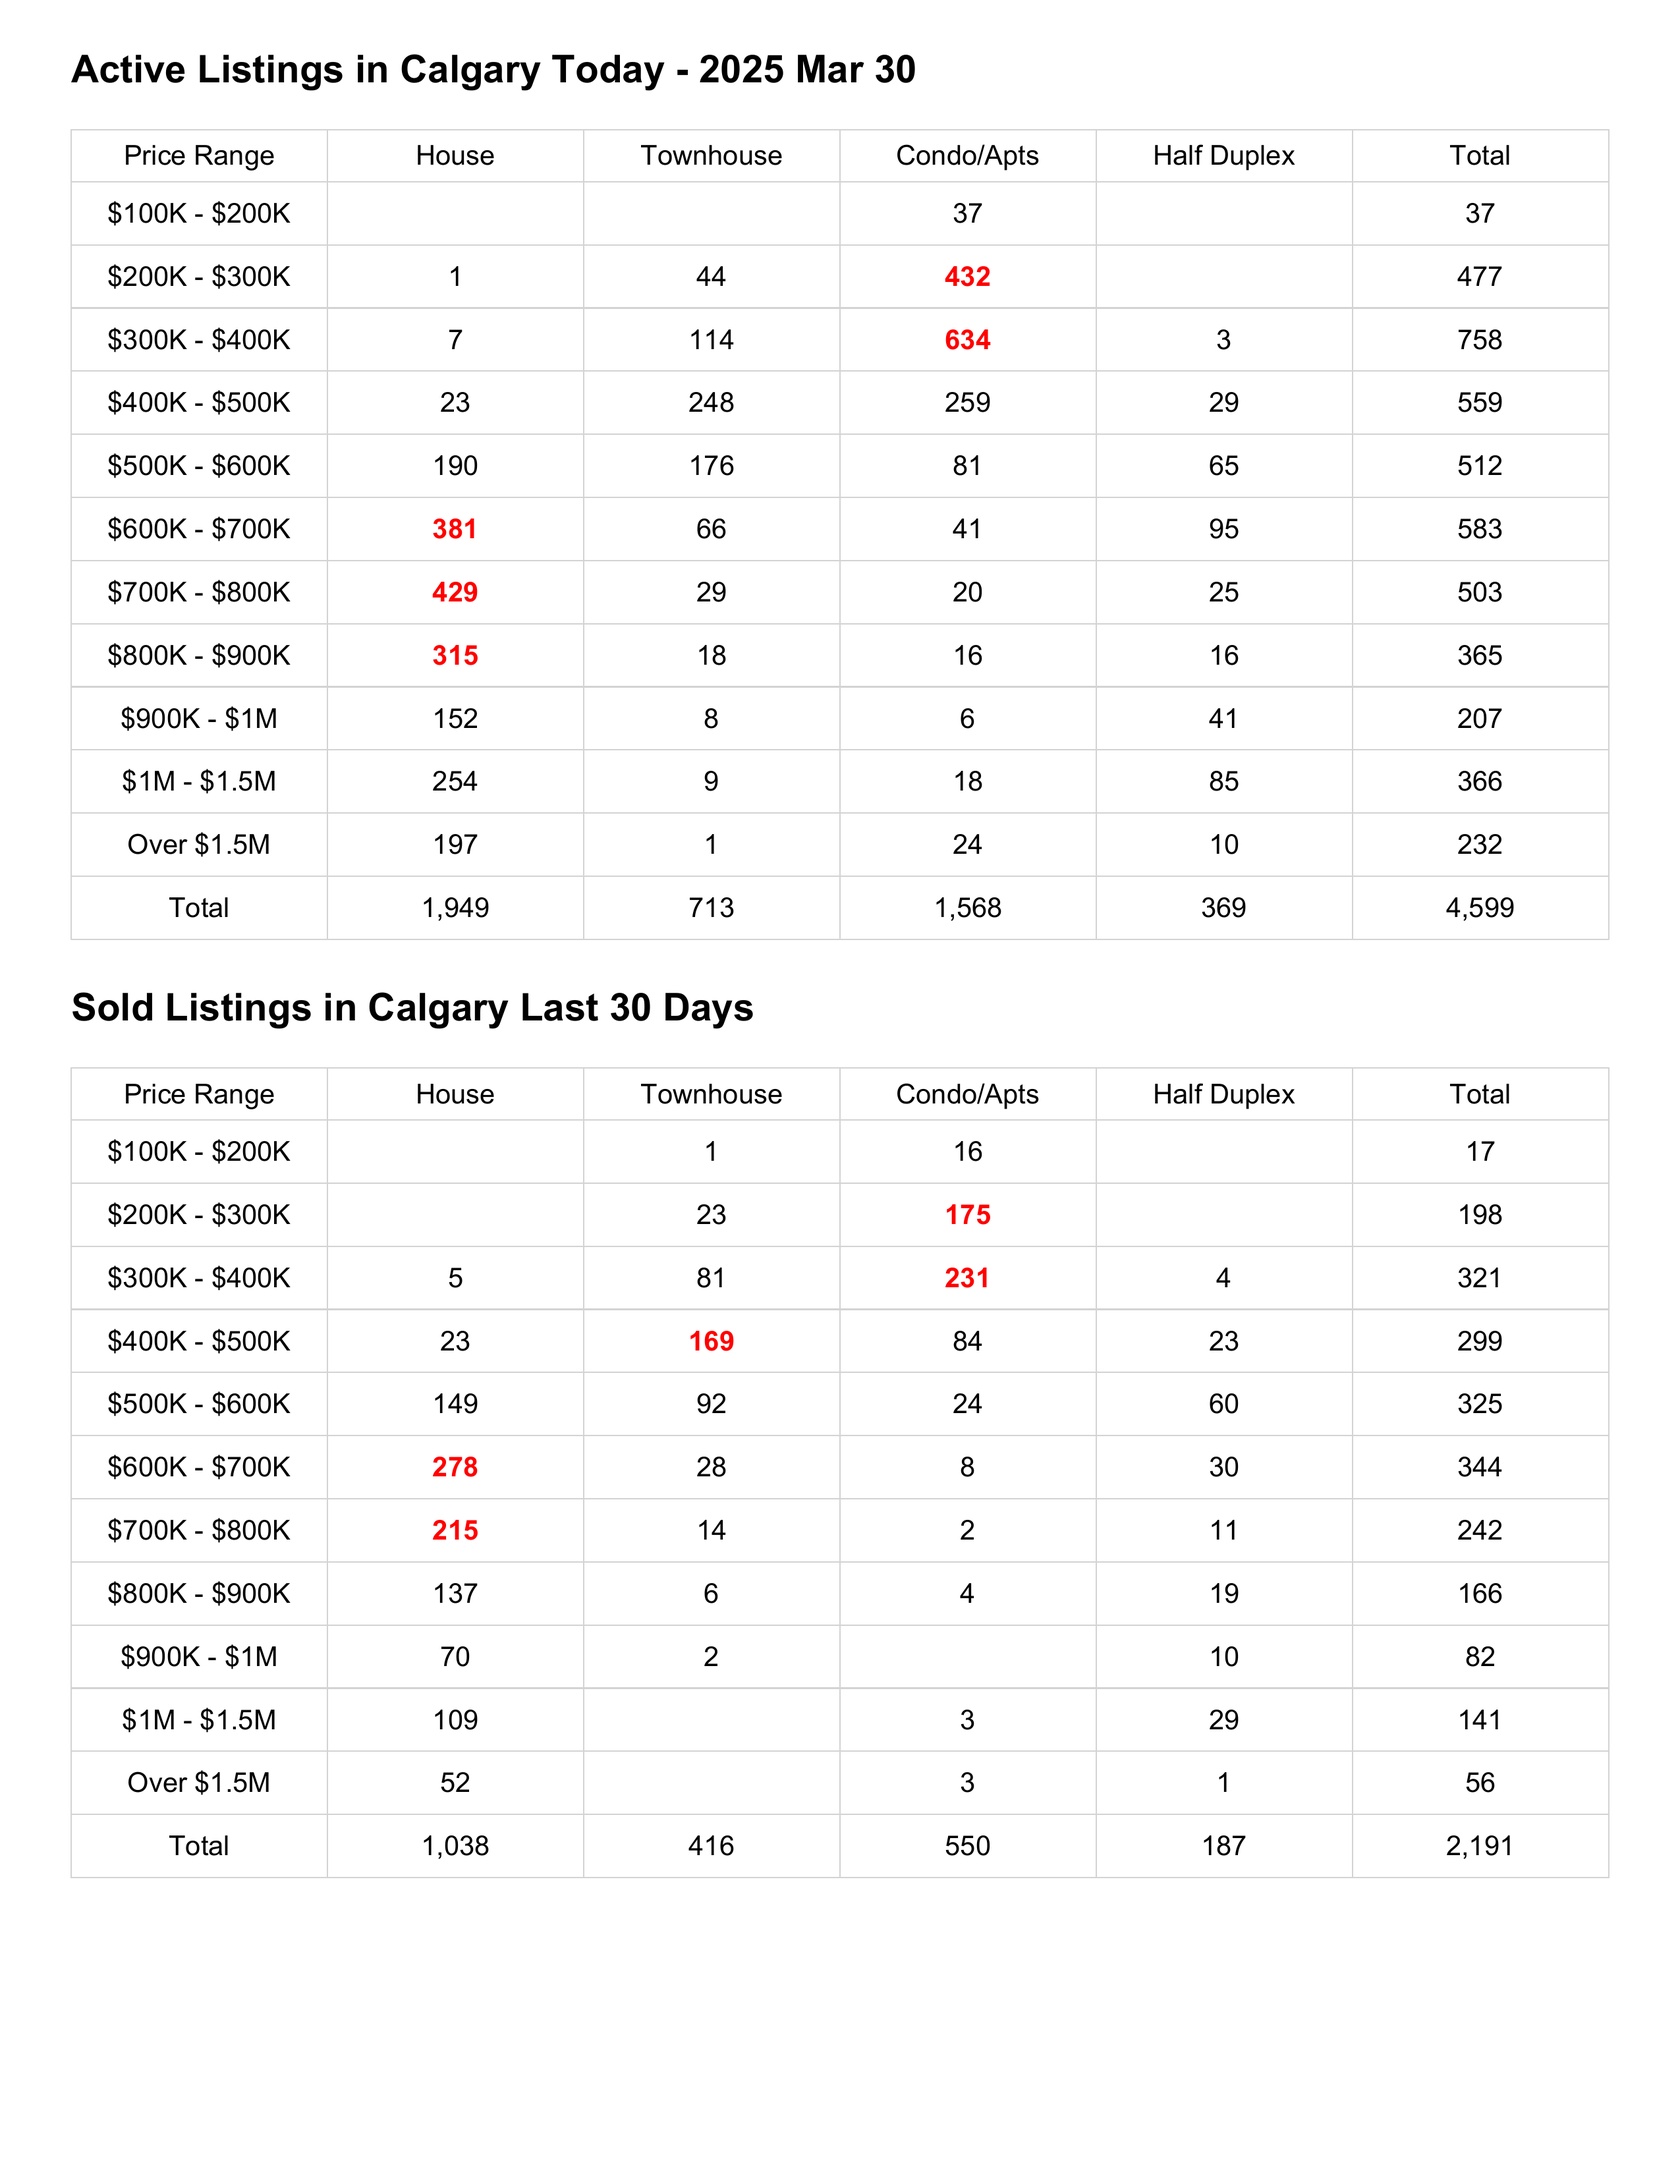 Active Listings in Calgary Today - 2025 Mar 30
Price Range House Townhouse Condo/Apts Half Duplex Total
$100K - $200K 37 37
$200K - $300K 1 44 432 477
$300K - $400K 7 114 634 3 758
$400K - $500K 23 248 259 29 559
$500K - $600K 190 176 81 65 512
$600K - $700K 381 66 41 95 583
$700K - $800K 429 29 20 25 503
$800K - $900K 315 18 16 16 365
$900K - $1M 152 8 6 41 207
$1M - $1.5M 254 9 18 85 366
Over $1.5M 197 1 24 10 232
Total 1,949 713 1,568 369 4,599
Sold Listings in Calgary Last 30 Days
Price Range House Townhouse Condo/Apts Half Duplex Total
$100K - $200K 1 16 17
$200K - $300K 23 175 198
$300K - $400K 5 81 231 4 321
$400K - $500K 23 169 84 23 299
$500K - $600K 149 92 24 60 325
$600K - $700K 278 28 8 30 344
$700K - $800K 215 14 2 11 242
$800K - $900K 137 6 4 19 166
$900K - $1M 70 2 10 82
$1M - $1.5M 109 3 29 141
Over $1.5M 52 3 1 56
Total 1,038 416 550 187 2,191